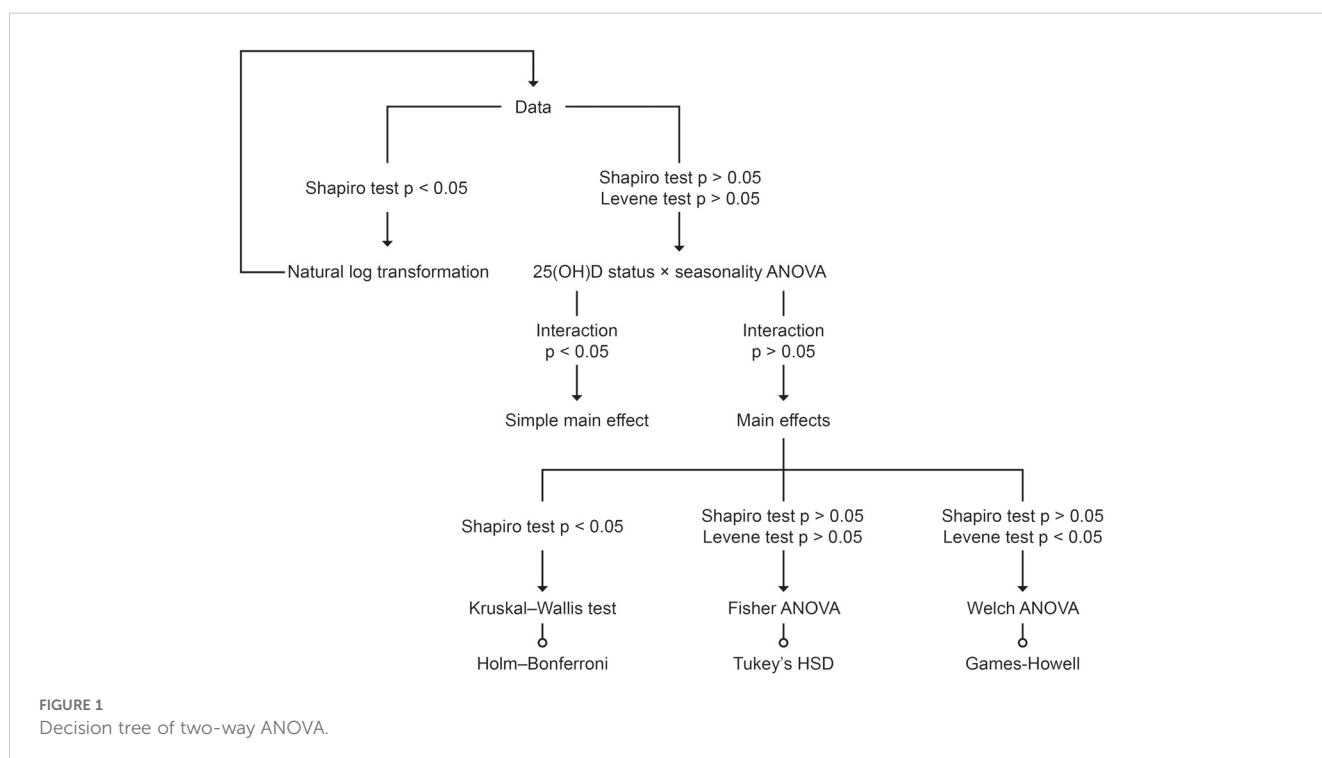 Data
Shapiro test p < 0.05
Shapiro test p > 0.05
Levene test p > 0.05
Natural log transformation
25(OH)D status × seasonality ANOVA
Interaction
p < 0.05
Interaction
p > 0.05
Simple main effect
Main effects
Shapiro test p < 0.05
Shapiro test p > 0.05
Levene test p > 0.05
Shapiro test p > 0.05
Levene test p < 0.05
Kruskal–Wallis test
Fisher ANOVA
Welch ANOVA
Holm–Bonferroni
Tukey's HSD
Games-Howell
FIGURE 1
Decision tree of two-way ANOVA.